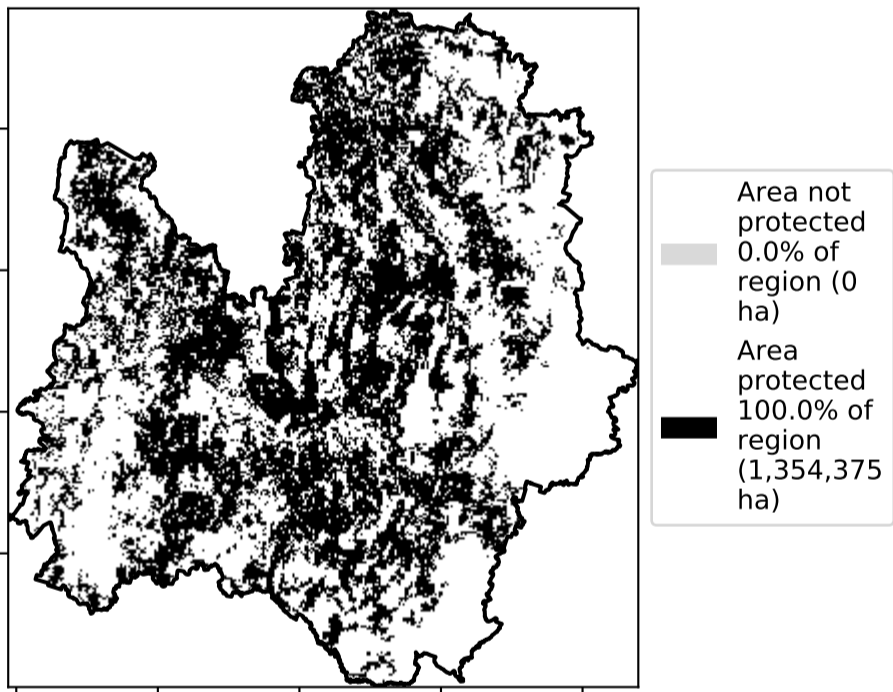 Area not
protected
0.0% of
region (0
ha)
Area
protected
100.0% of
region
(1,354,375
ha)